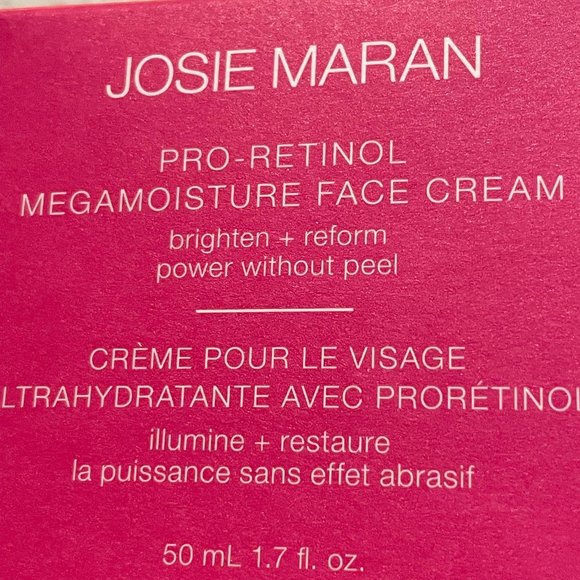 JOSIE MARAN
PRO-RETINOL
MEGAMOISTURE FACE CREAM
brighten + reform
power without peel
CRÈME POUR LE VISAGE
LTRAHYDRATANTE AVEC PRORÉTINOL
illumine + restaure
la puissance sans effet abrasif
50 mL 1.7 fl. oz.